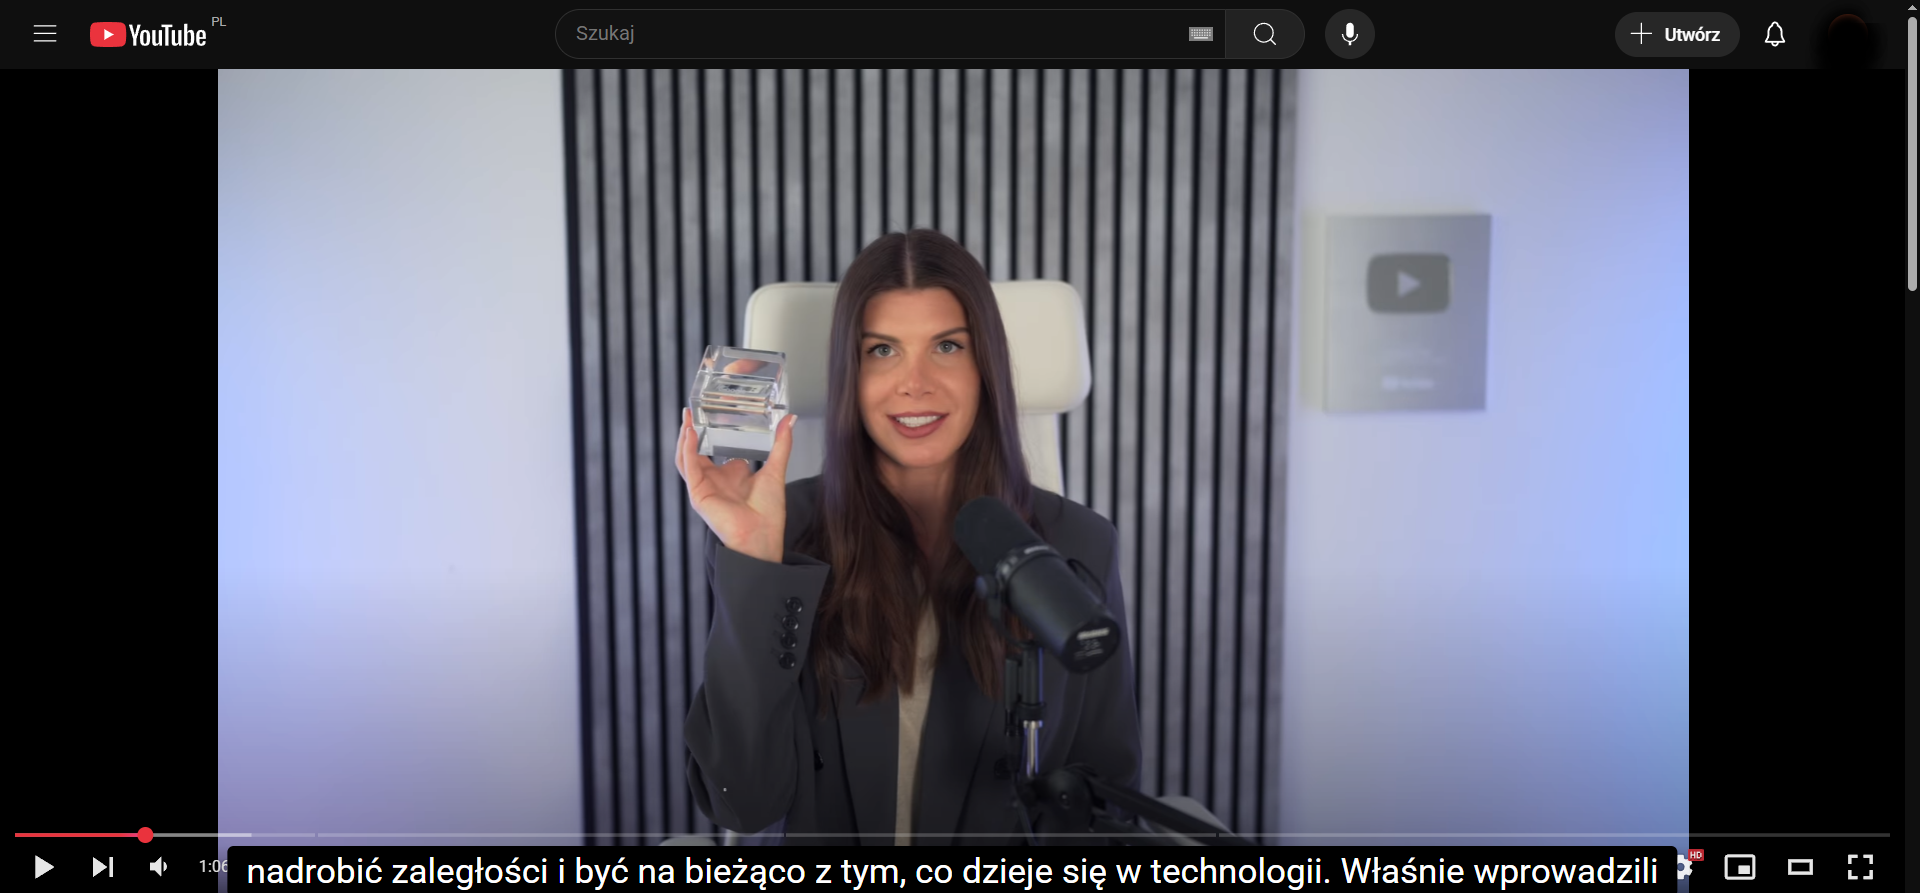 YouTube PL
Szukaj
Utwórz
1:06
HD
nadrobić zaległości i być na bieżąco z tym, co dzieje się w technologii. Właśnie wprowadzili